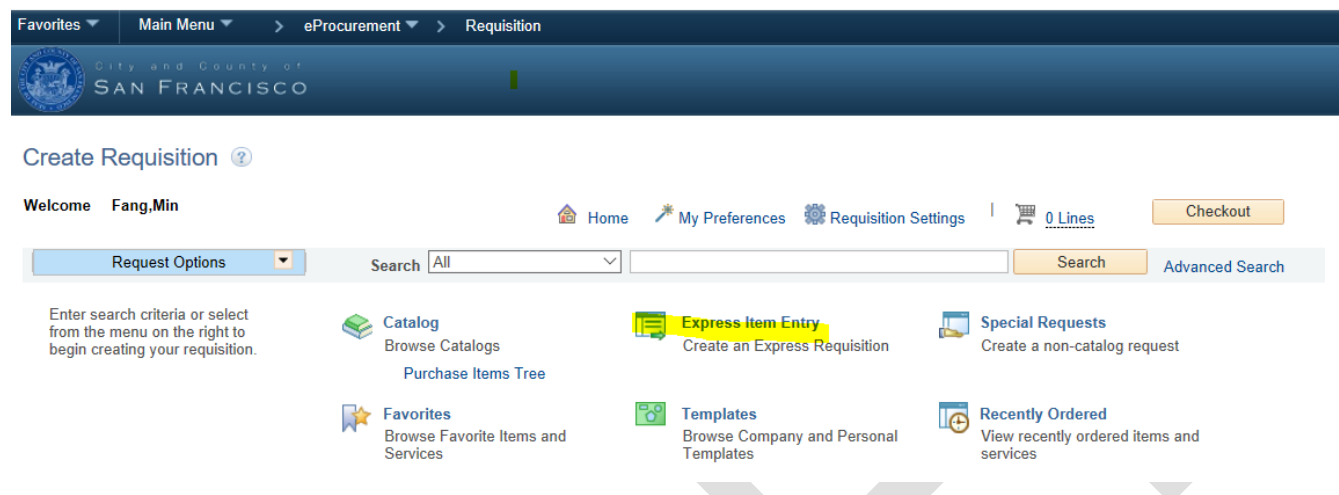 Favorites Main Menu > eProcurement > Requisition
City and County of
SAN FRANCISCO
Create Requisition ?
Welcome Fang,Min
Home My Preferences Requisition Settings | 0 Lines Checkout
Request Options Search All Search Advanced Search
Enter search criteria or select
from the menu on the right to
begin creating your requisition.
Catalog
Browse Catalogs
Purchase Items Tree
Express Item Entry
Create an Express Requisition
Special Requests
Create a non-catalog request
Favorites
Browse Favorite Items and
Services
Templates
Browse Company and Personal
Templates
Recently Ordered
View recently ordered items and
services